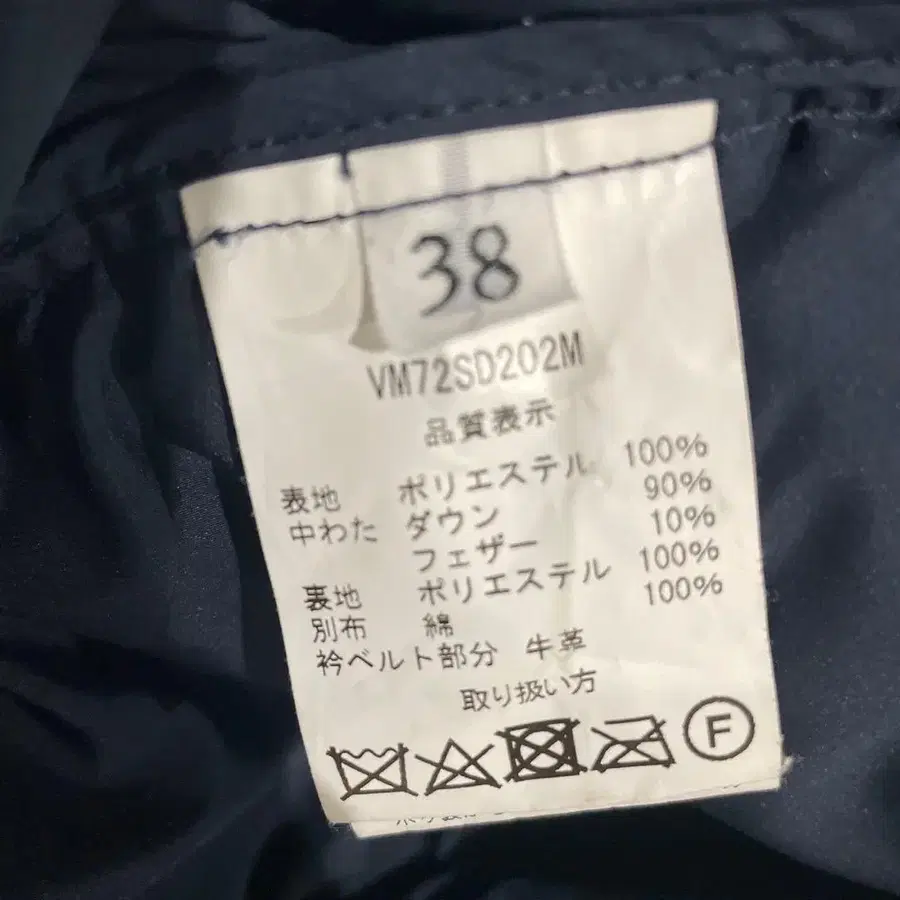 38
VM72SD202M
品質表示
表地 ポリエステル 100%
中わた ダウン 90%
フェザー 10%
裏地 ポリエステル 100%
別布 綿 100%
衿ベルト部分 牛革
取り扱い方
F